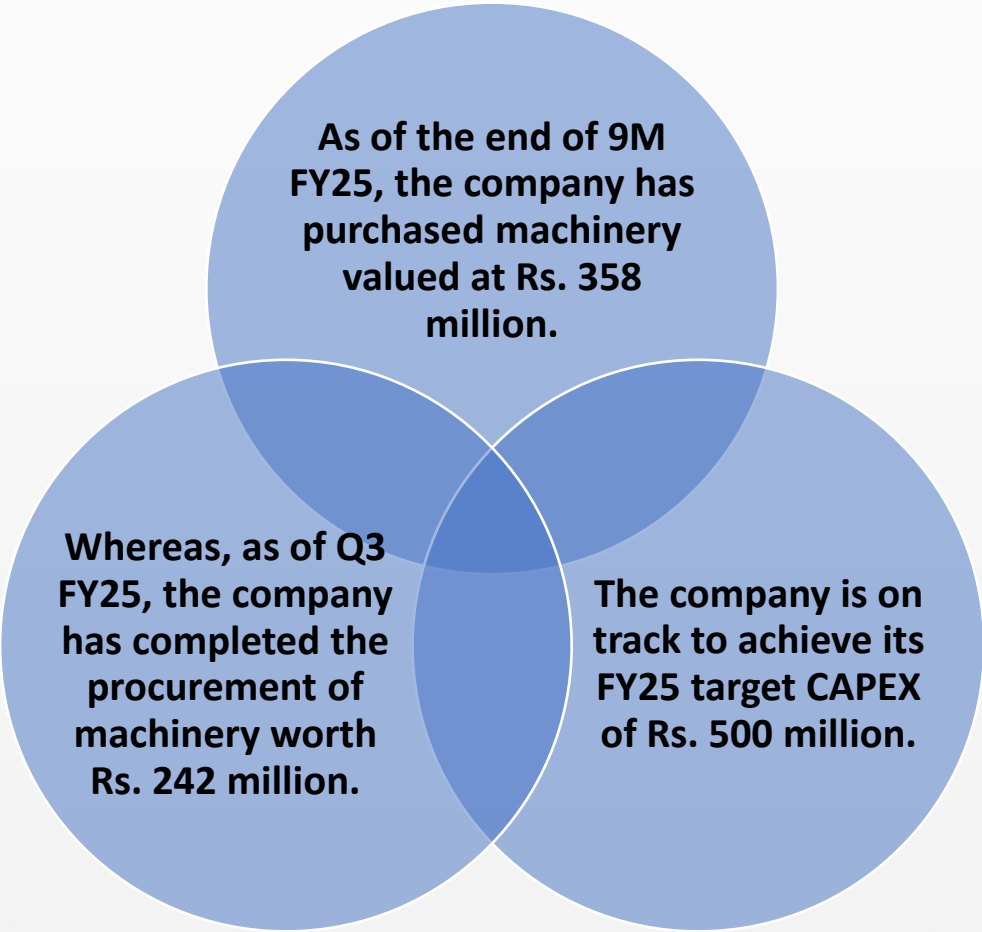 As of the end of 9M
FY25, the company has
purchased machinery
valued at Rs. 358
million.
Whereas, as of Q3
FY25, the company
has completed the
procurement of
machinery worth
Rs. 242 million.
The company is on
track to achieve its
FY25 target CAPEX
of Rs. 500 million.